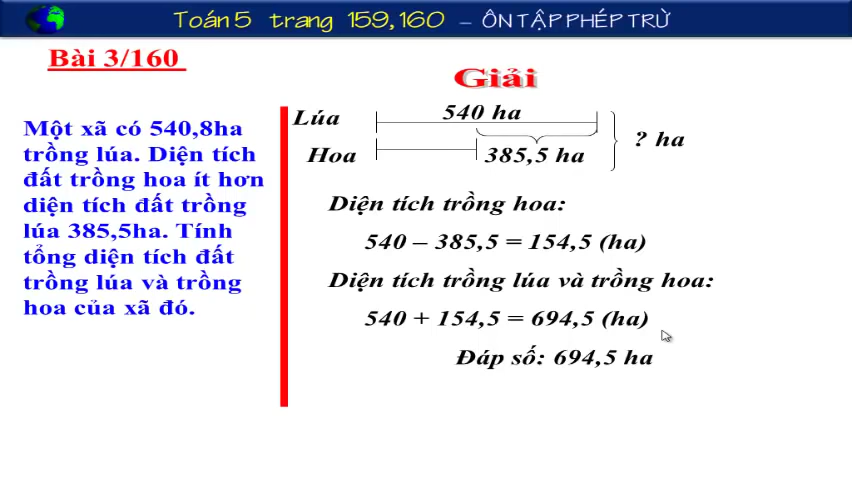 Toán 5 trang 159, 160 – ÔN TẬP PHÉP TRỪ
Bài 3/160
Giải
Một xã có 540,8ha
trồng lúa. Diện tích
đất trồng hoa ít hơn
diện tích đất trồng
lúa 385,5ha. Tính
tổng diện tích đất
trồng lúa và trồng
hoa của xã đó.
Lúa 540 ha
? ha
Hoa 385,5 ha
Diện tích trồng hoa:
540 – 385,5 = 154,5 (ha)
Diện tích trồng lúa và trồng hoa:
540 + 154,5 = 694,5 (ha)
Đáp số: 694,5 ha